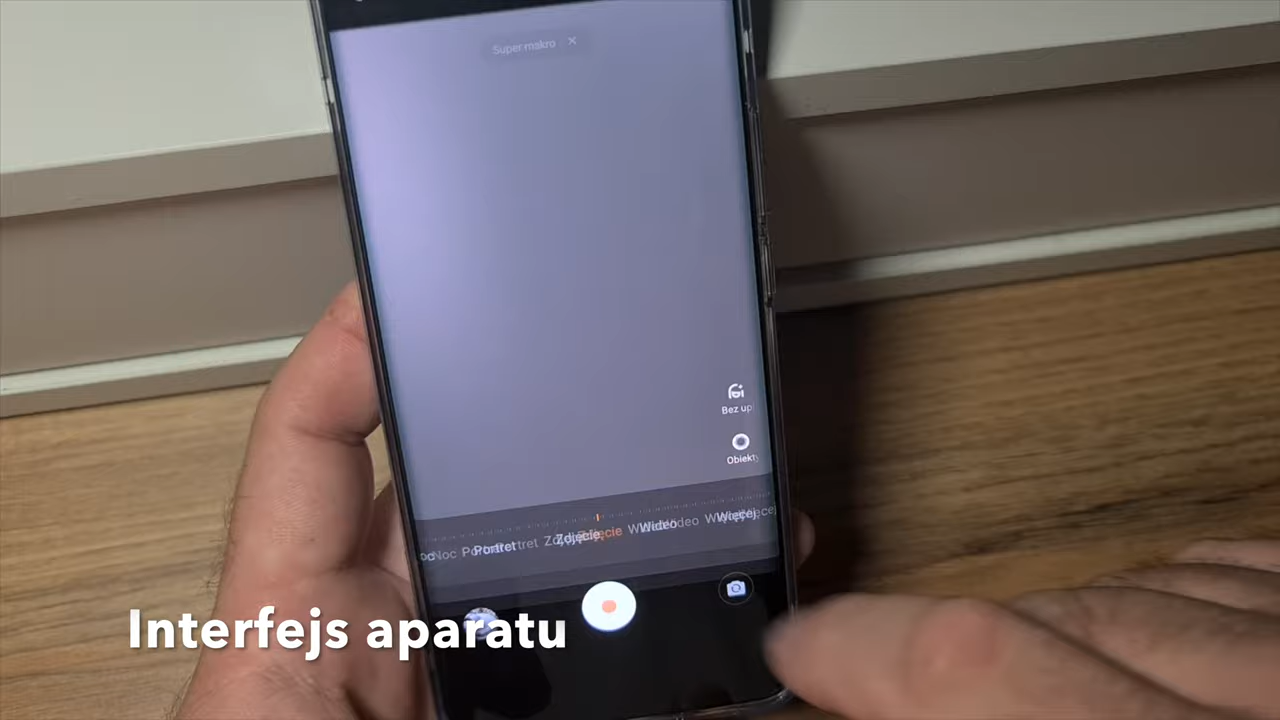 Super makro ×
Bez up
Obiekty
Noc Portret Zdjęcie Wideo Więcej
Interfejs aparatu